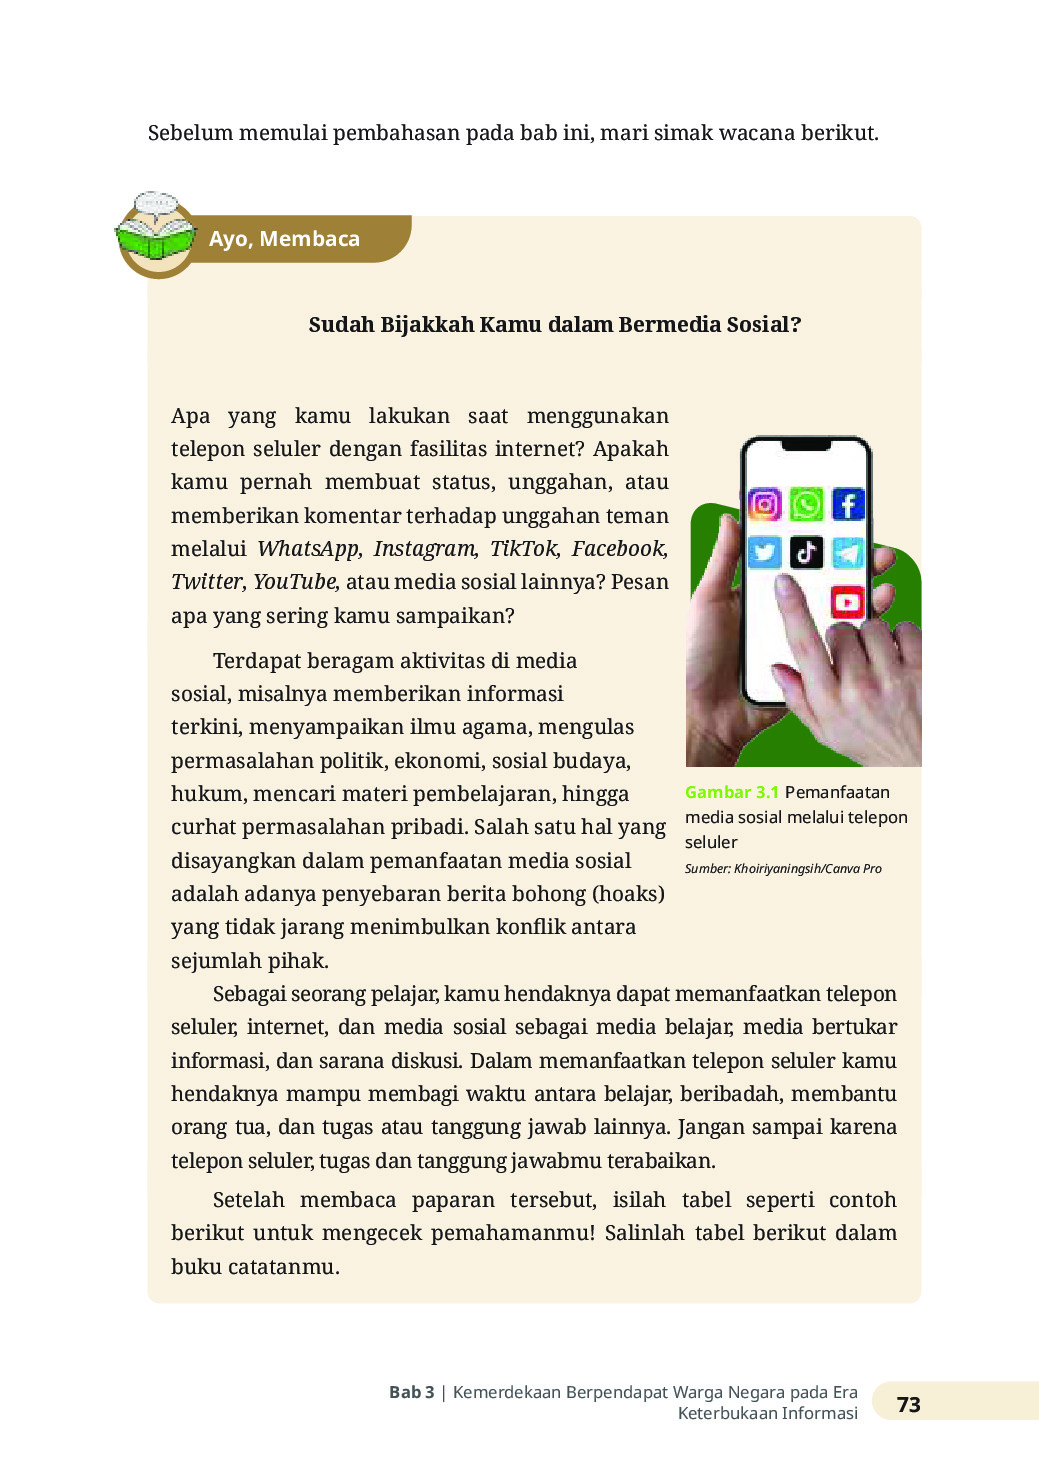 Sebelum memulai pembahasan pada bab ini, mari simak wacana berikut.
Ayo, Membaca
Sudah Bijakkah Kamu dalam Bermedia Sosial?
Apa yang kamu lakukan saat menggunakan
telepon seluler dengan fasilitas internet? Apakah
kamu pernah membuat status, unggahan, atau
memberikan komentar terhadap unggahan teman
melalui WhatsApp, Instagram, TikTok, Facebook,
Twitter, YouTube, atau media sosial lainnya? Pesan
apa yang sering kamu sampaikan?
Terdapat beragam aktivitas di media
sosial, misalnya memberikan informasi
terkini, menyampaikan ilmu agama, mengulas
permasalahan politik, ekonomi, sosial budaya,
hukum, mencari materi pembelajaran, hingga
curhat permasalahan pribadi. Salah satu hal yang
disayangkan dalam pemanfaatan media sosial
adalah adanya penyebaran berita bohong (hoaks)
yang tidak jarang menimbulkan konflik antara
sejumlah pihak.
Gambar 3.1 Pemanfaatan
media sosial melalui telepon
seluler
Sumber: Khoiriyaningsih/Canva Pro
Sebagai seorang pelajar, kamu hendaknya dapat memanfaatkan telepon
seluler, internet, dan media sosial sebagai media belajar, media bertukar
informasi, dan sarana diskusi. Dalam memanfaatkan telepon seluler kamu
hendaknya mampu membagi waktu antara belajar, beribadah, membantu
orang tua, dan tugas atau tanggung jawab lainnya. Jangan sampai karena
telepon seluler, tugas dan tanggung jawabmu terabaikan.
Setelah membaca paparan tersebut, isilah tabel seperti contoh
berikut untuk mengecek pemahamanmu! Salinlah tabel berikut dalam
buku catatanmu.
Bab 3 | Kemerdekaan Berpendapat Warga Negara pada Era
Keterbukaan Informasi
73